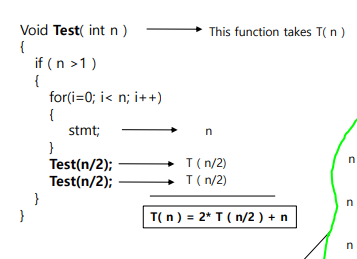 Void Test( int n ) This function takes T( n )
{
if ( n >1 )
{
for(i=0; i< n; i++)
{
stmt; n
}
Test(n/2); T ( n/2)
Test(n/2); T ( n/2)
}
}
T( n ) = 2* T ( n/2 ) + n
n
n
n